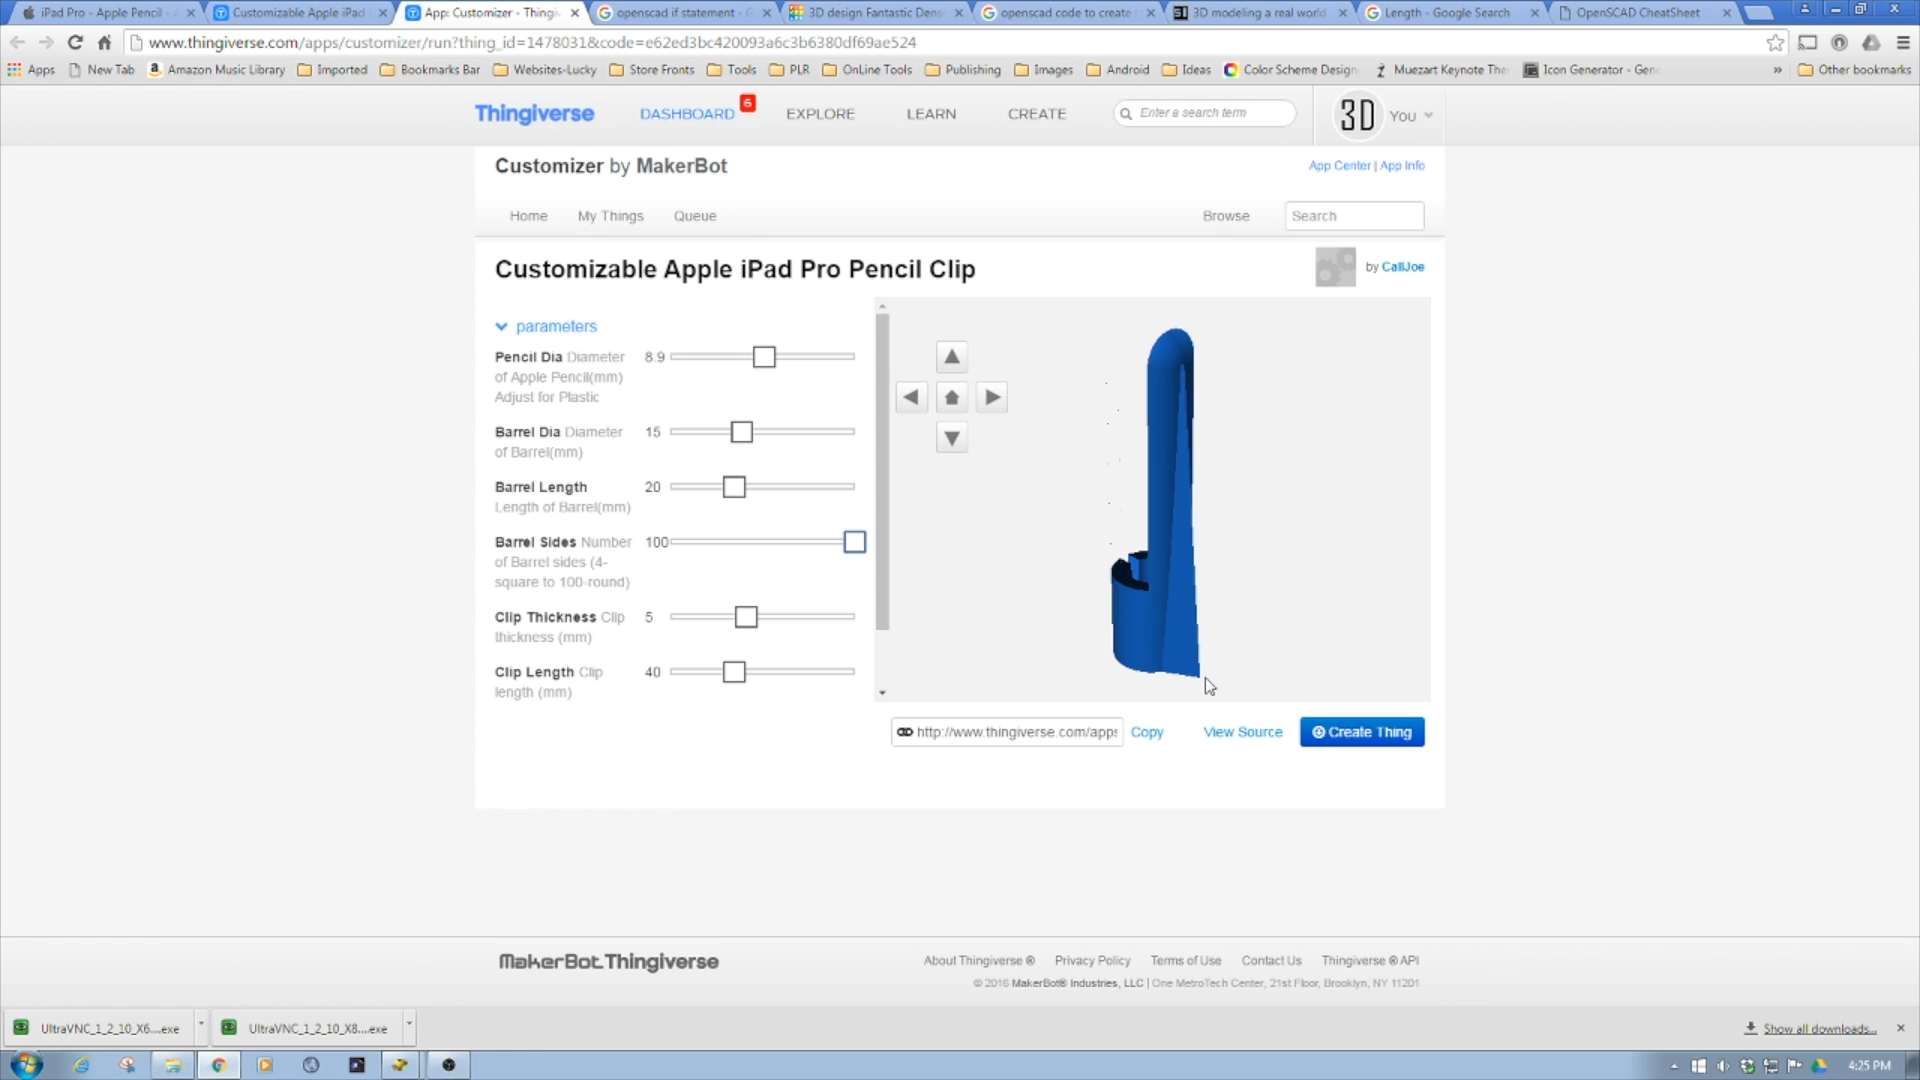 iPad Pro - Apple Pencil -
Customizable Apple iPad
App: Customizer - Thingi
openscad if statement - G
3D design Fantastic Dens
openscad code to create
3D modeling a real world
Length - Google Search
OpenSCAD CheatSheet
www.thingiverse.com/apps/customizer/run?thing_id=1478031&code=e62ed3bc420093a6c3b6380df69ae524
Apps New Tab Amazon Music Library Imported Bookmarks Bar Websites-Lucky Store Fronts Tools PLR OnLine Tools Publishing Images Android Ideas Color Scheme Design Muezart Keynote The Icon Generator - Gen » Other bookmarks
Thingiverse DASHBOARD 6 EXPLORE LEARN CREATE Enter a search term 3D You
Customizer by MakerBot App Center | App Info
Home My Things Queue Browse Search
Customizable Apple iPad Pro Pencil Clip by CallJoe
parameters
Pencil Dia Diameter 8.9
of Apple Pencil(mm)
Adjust for Plastic
Barrel Dia Diameter 15
of Barrel(mm)
Barrel Length 20
Length of Barrel(mm)
Barrel Sides Number 100
of Barrel sides (4-
square to 100-round)
Clip Thickness Clip 5
thickness (mm)
Clip Length Clip 40
length (mm)
http://www.thingiverse.com/apps Copy View Source Create Thing
MakerBot.Thingiverse About Thingiverse ® Privacy Policy Terms of Use Contact Us Thingiverse ® API
© 2016 MakerBot® Industries, LLC | One MetroTech Center, 21st Floor, Brooklyn, NY 11201
UltraVNC_1_2_10_X6....exe UltraVNC_1_2_10_X8....exe Show all downloads...
4:25 PM